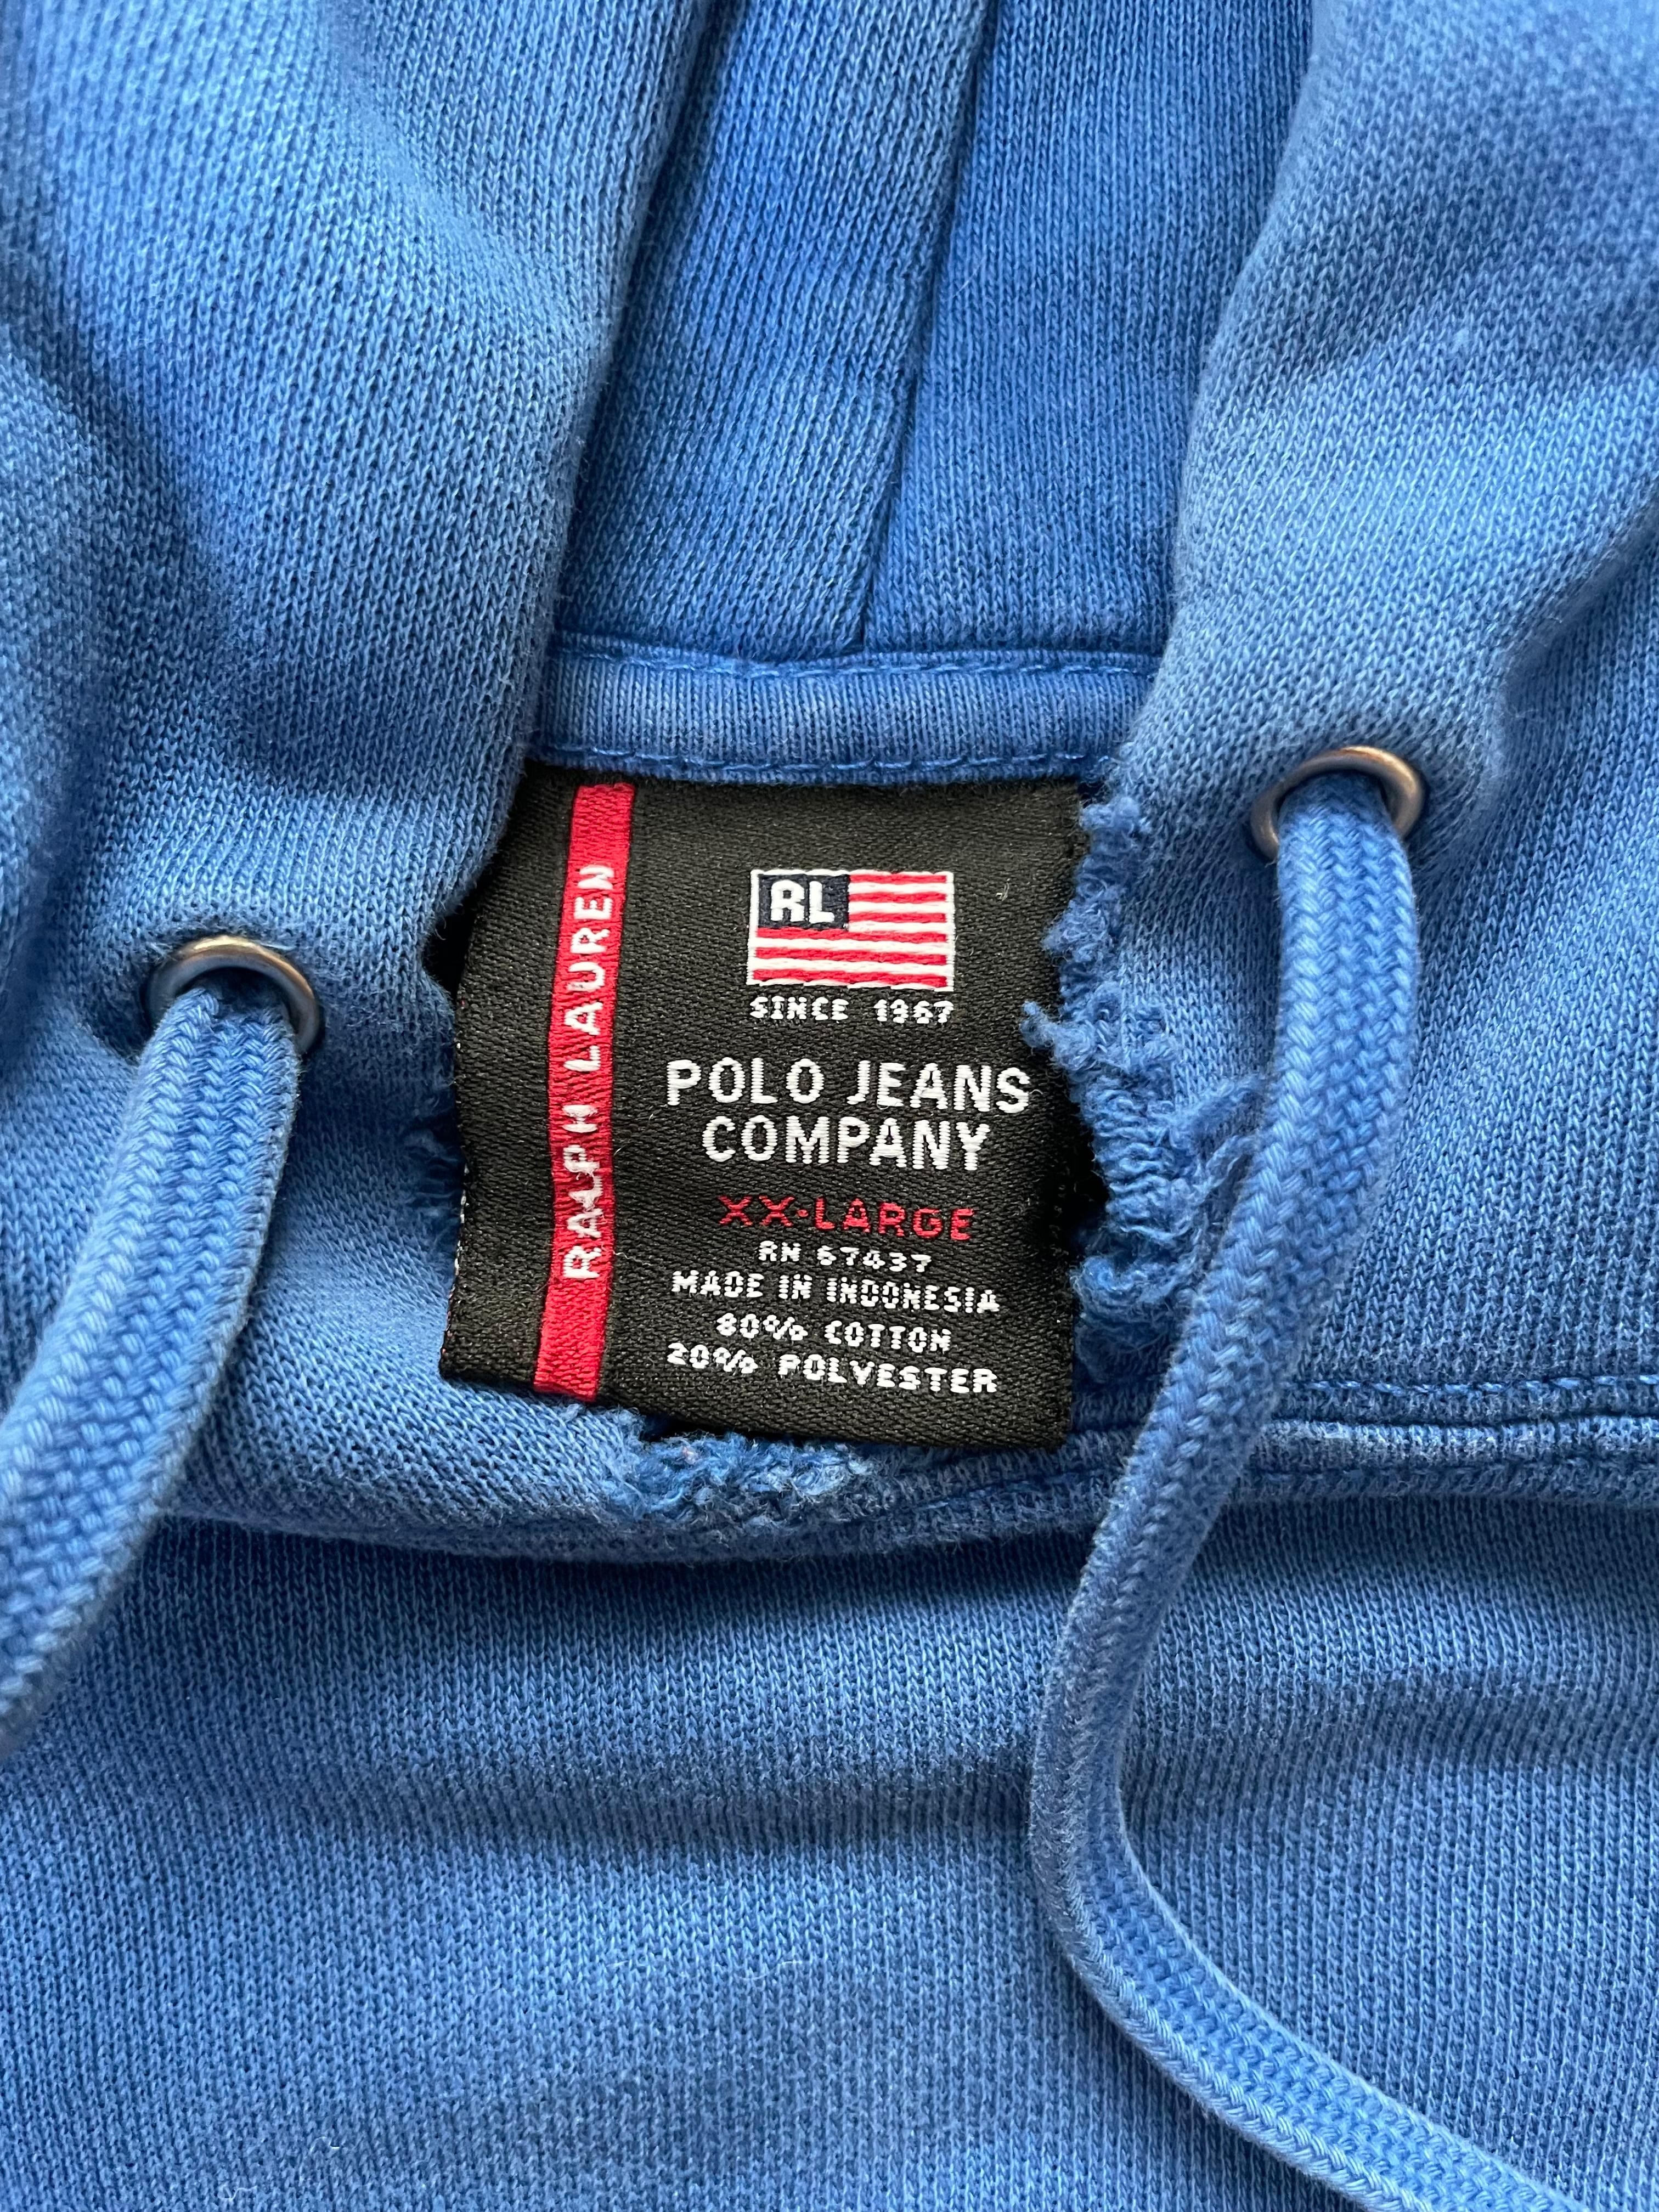 RALPH LAUREN
RL
SINCE 1967
POLO JEANS
COMPANY
XX-LARGE
RN 67437
MADE IN INDONESIA
80% COTTON
20% POLYESTER